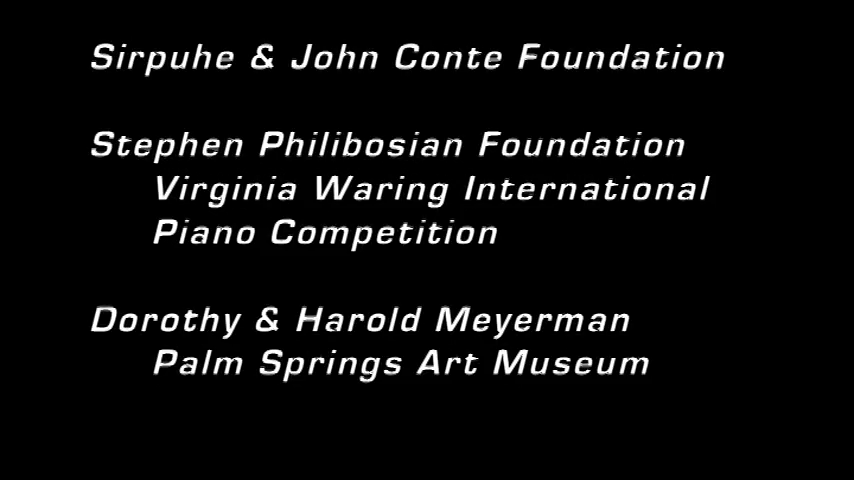 Sirpuhe & John Conte Foundation
Stephen Philibosian Foundation
Virginia Waring International
Piano Competition
Dorothy & Harold Meyerman
Palm Springs Art Museum